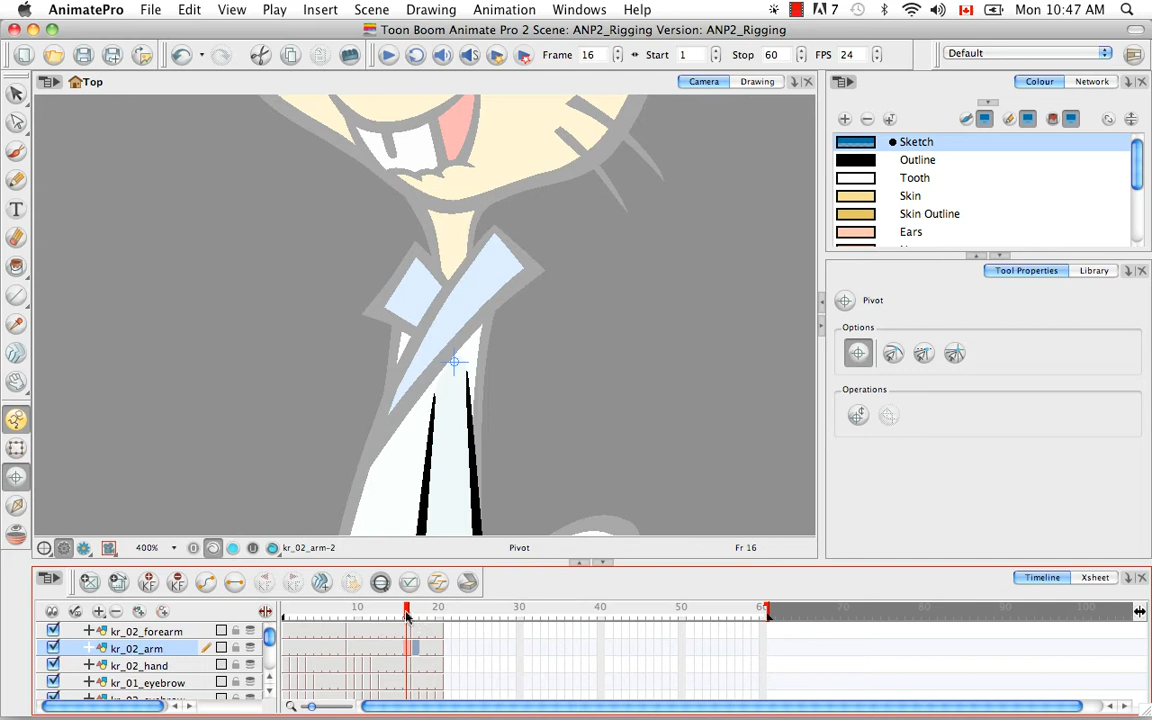 AnimatePro File Edit View Play Insert Scene Drawing Animation Windows Help 7 Mon 10:47 AM
Toon Boom Animate Pro 2 Scene: ANP2_Rigging Version: ANP2_Rigging
Frame 16 Start 1 Stop 60 FPS 24 Default
Top Camera Drawing Colour Network
Sketch
Outline
Tooth
Skin
Skin Outline
Ears
Tool Properties Library
Pivot
Options
Operations
400% kr_02_arm-2 Pivot Fr 16
Timeline Xsheet
10 20 30 40 50 60 70 80 90 100
kr_02_forearm
kr_02_arm
kr_02_hand
kr_01_eyebrow